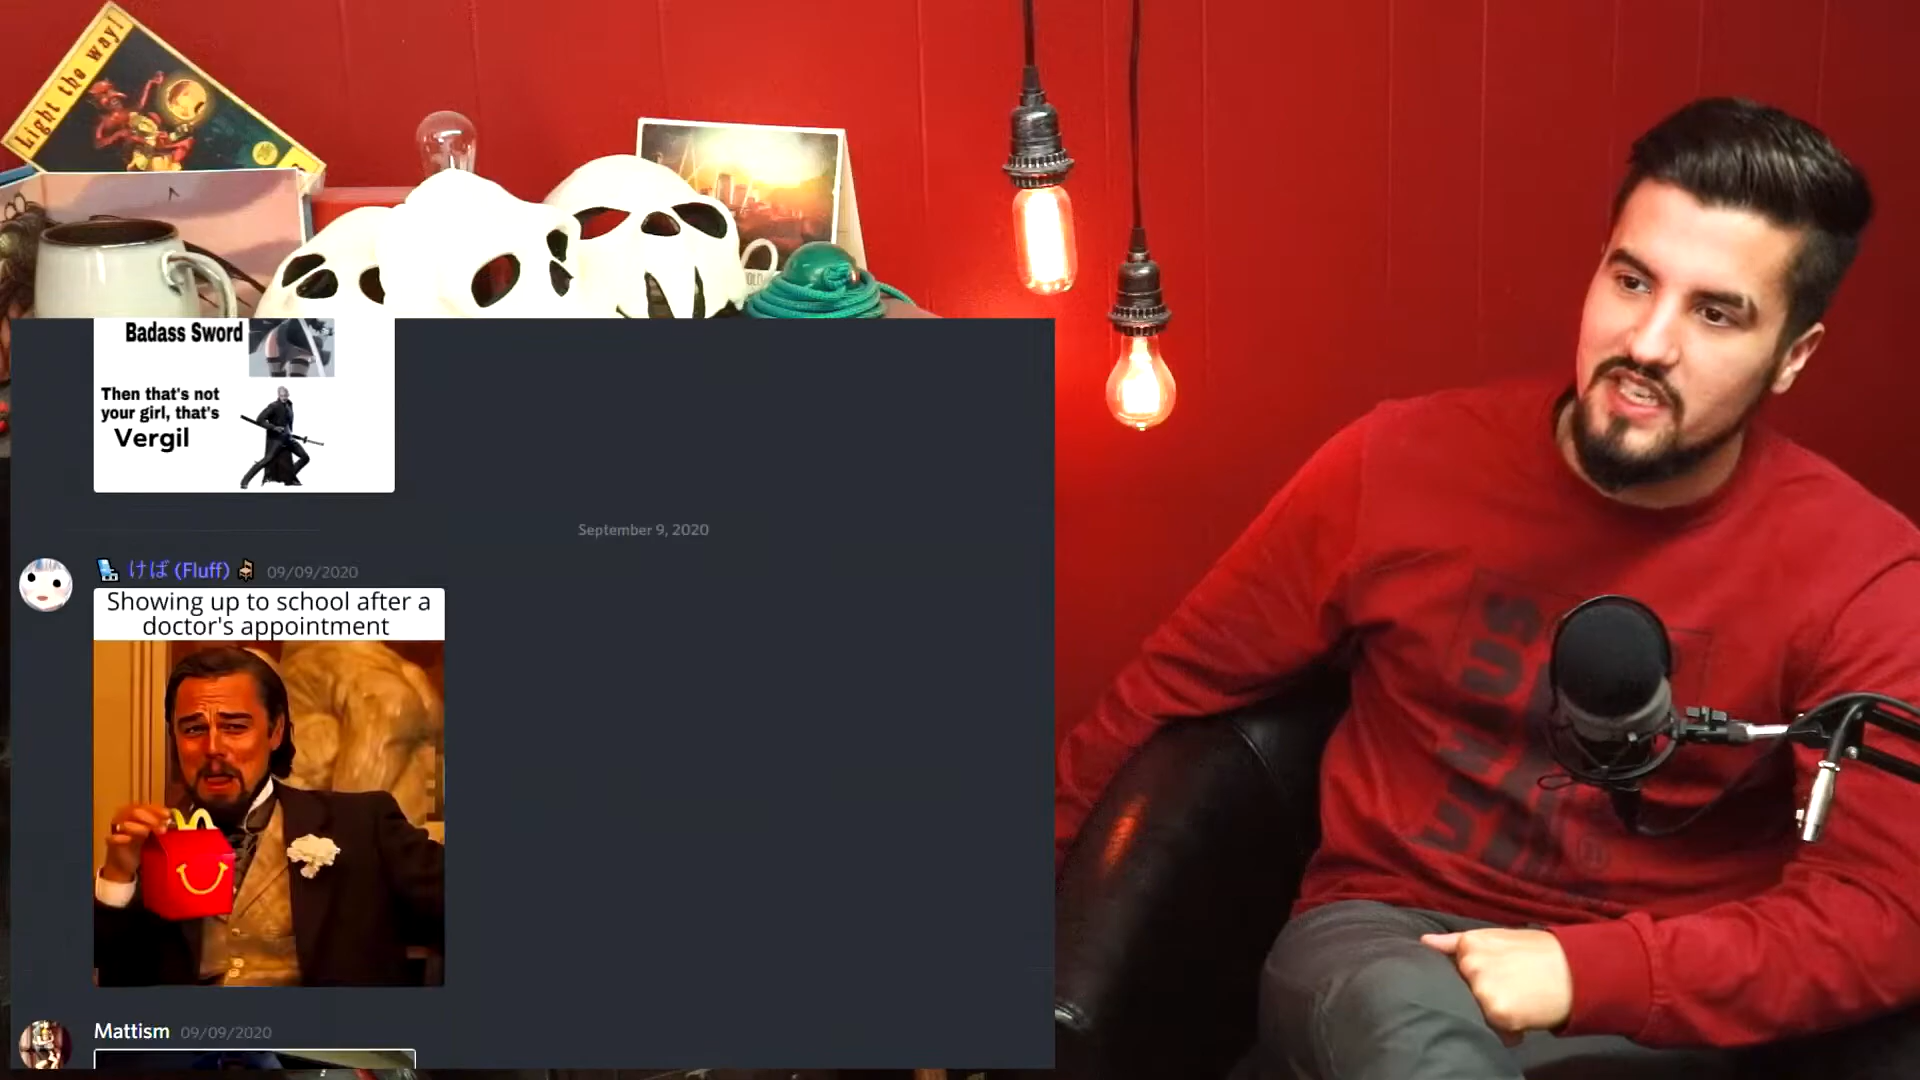 Light the way!
Badass Sword
Then that's not
your girl, that's
Vergil
September 9, 2020
けば (Fluff) 09/09/2020
Showing up to school after a
doctor's appointment
Mattism 09/09/2020